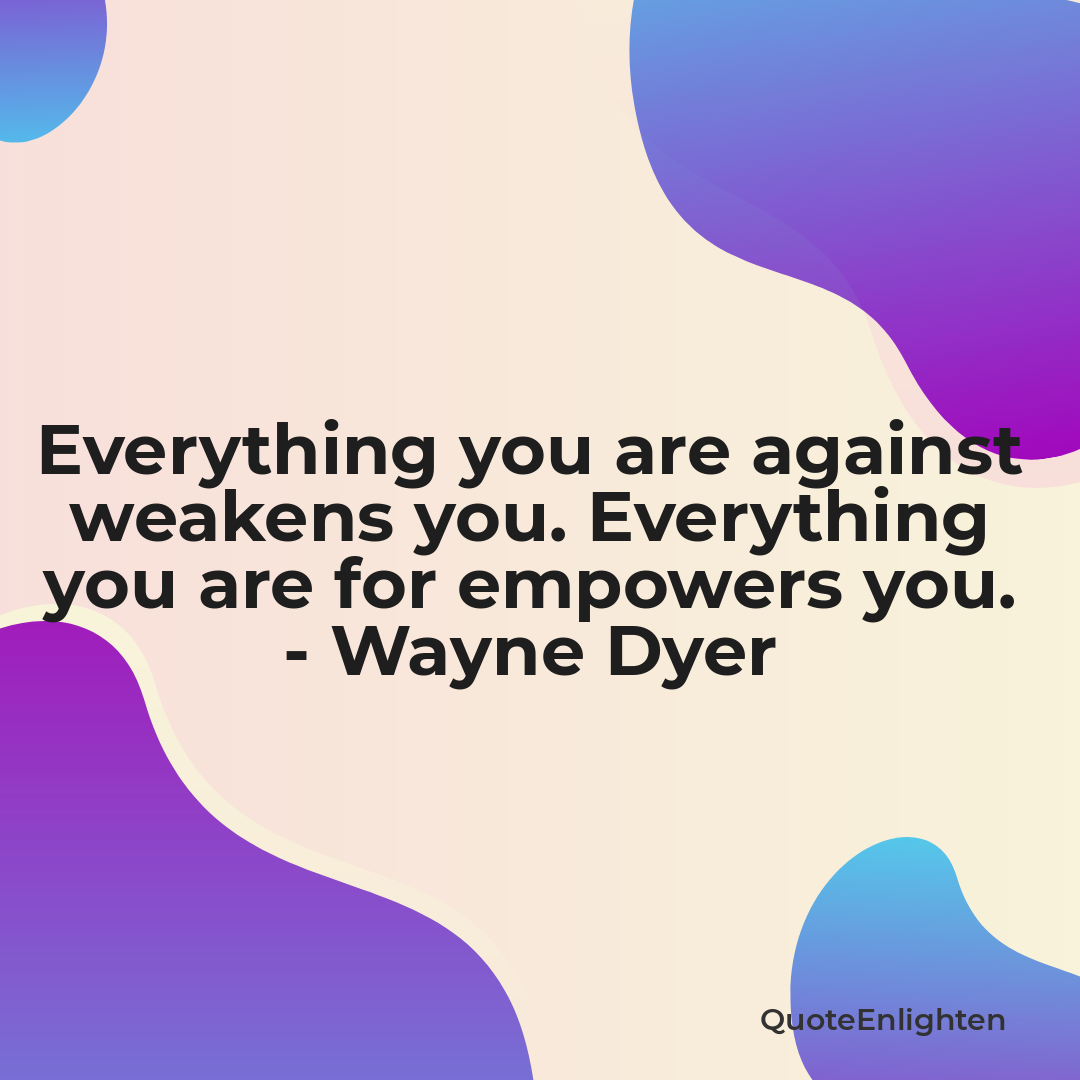 Everything you are against
weakens you. Everything
you are for empowers you.
- Wayne Dyer
QuoteEnlighten